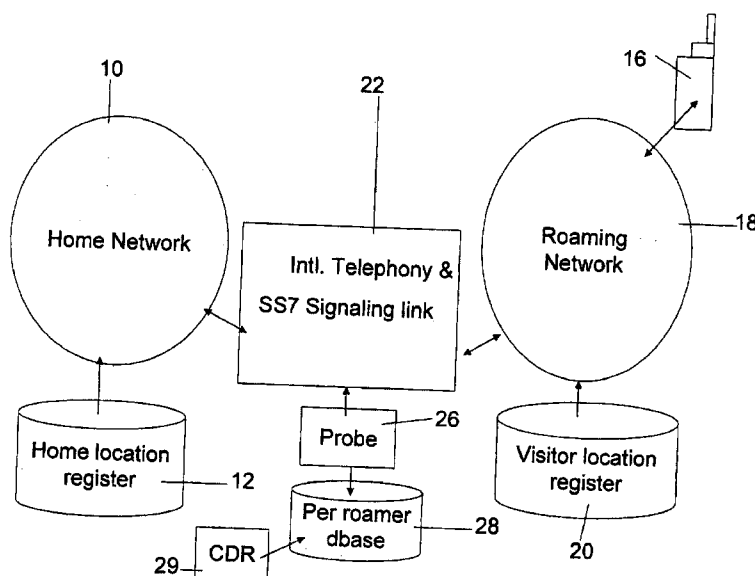 10
22
16
Home Network
Intl. Telephony &
SS7 Signaling link
Roaming
Network
18
Home location
register
12
Probe
26
Visitor location
register
20
Per roamer
dbase
28
CDR
29